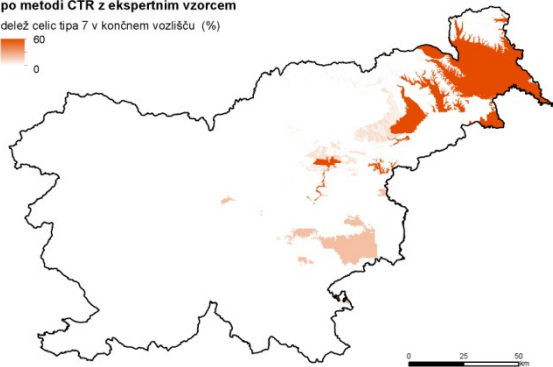 po metodi CTR z ekspertnim vzorcem
delež celic tipa 7 v končnem vozlišču (%)
60
0
0 25 50
km